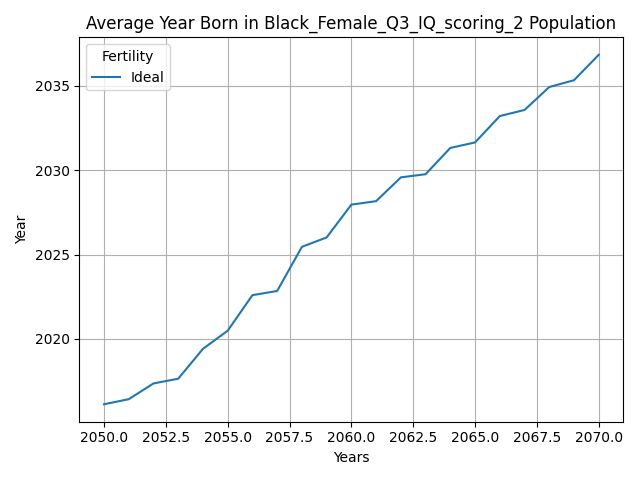 Average Year Born in Black_Female_Q3_IQ_scoring_2 Population
Fertility
Ideal
Year
2035
2030
2025
2020
2050.0 2052.5 2055.0 2057.5 2060.0 2062.5 2065.0 2067.5 2070.0
Years